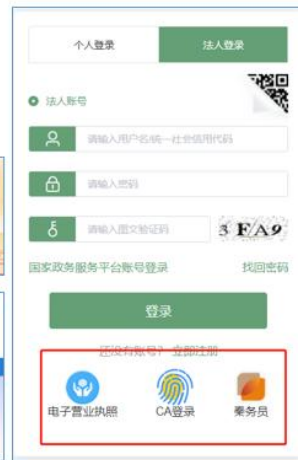 个人登录 法人登录
法人账号
请输入用户名/统一社会信用代码
请输入密码
请输入图文验证码 3 FA9
国家政务服务平台账号登录 找回密码
登录
还没有账号? 立即注册
电子营业执照 CA登录 秦务员